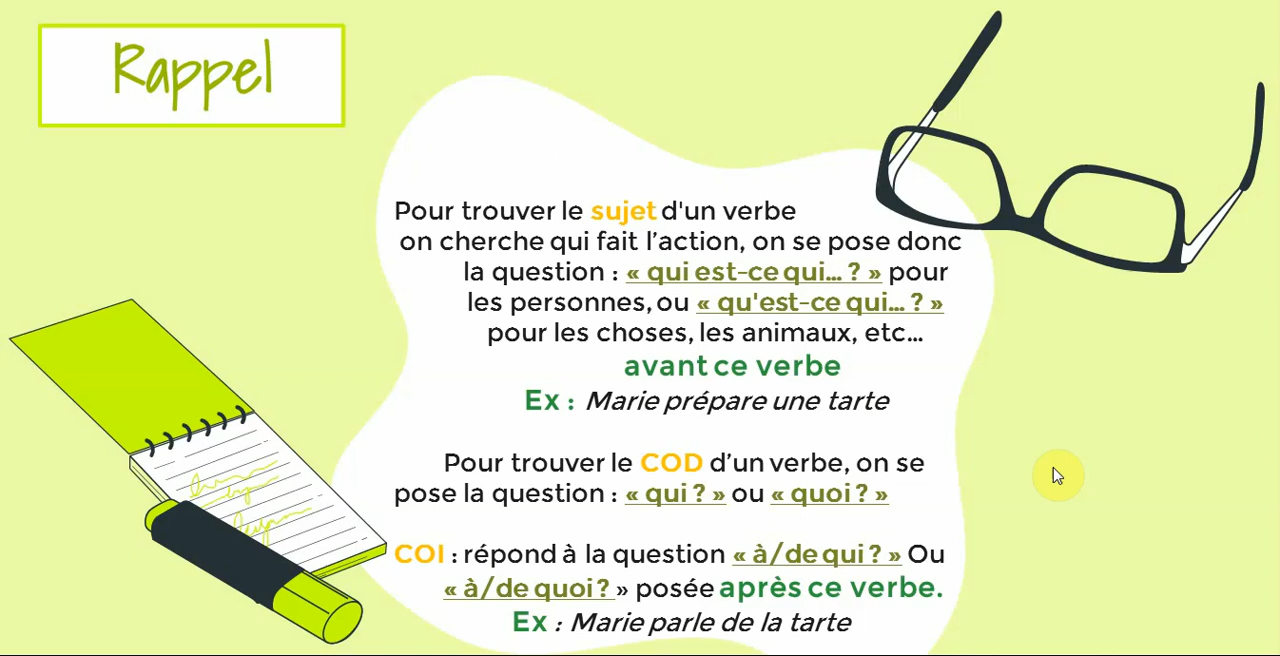 Rappel
Pour trouver le sujet d'un verbe
on cherche qui fait l’action, on se pose donc
la question : « qui est-ce qui... ? » pour
les personnes, ou « qu'est-ce qui... ? »
pour les choses, les animaux, etc...
avant ce verbe
Ex : Marie prépare une tarte
Pour trouver le COD d’un verbe, on se
pose la question : « qui ? » ou « quoi ? »
COI : répond à la question « à/de qui ? » Ou
« à/de quoi ? » posée après ce verbe.
Ex : Marie parle de la tarte